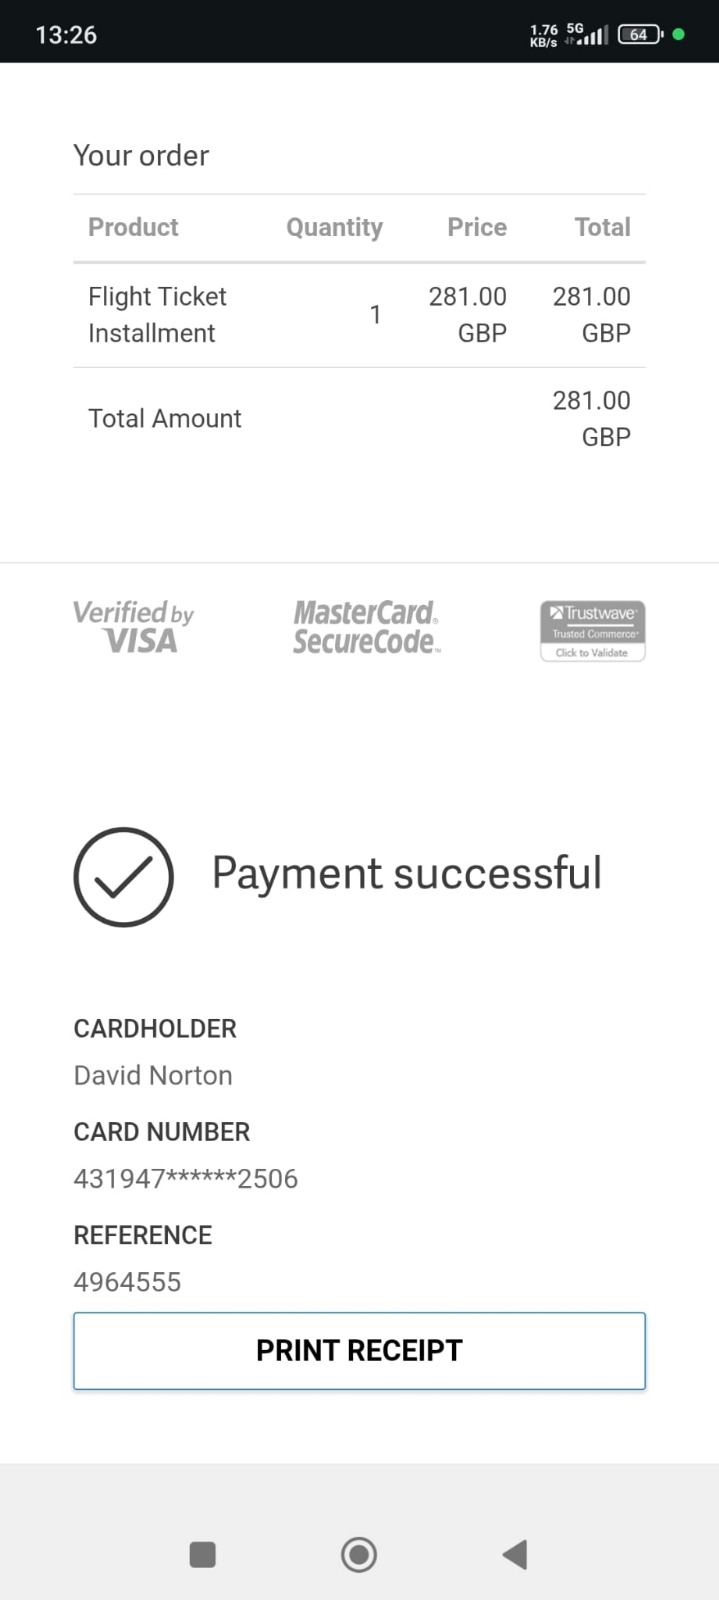 13:26
1.76 KB/s 5G 64
Your order
Product Quantity Price Total
Flight Ticket Installment 1 281.00 GBP 281.00 GBP
Total Amount 281.00 GBP
Verified by VISA
MasterCard. SecureCode.
Trustwave
Trusted Commerce
Click to Validate
Payment successful
CARDHOLDER
David Norton
CARD NUMBER
431947******2506
REFERENCE
4964555
PRINT RECEIPT